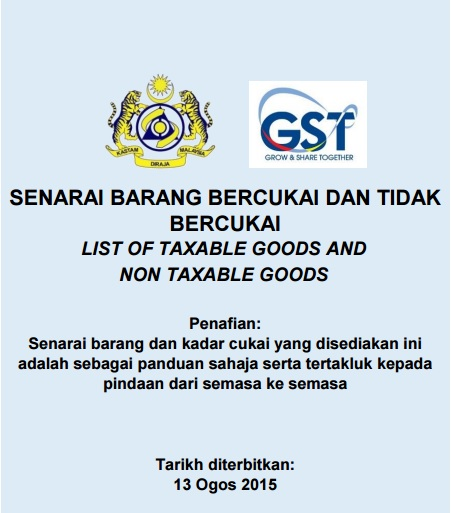 KASTAM DIRAJA MALAYSIA
GST
GROW & SHARE TOGETHER
SENARAI BARANG BERCUKAI DAN TIDAK
BERCUKAI
LIST OF TAXABLE GOODS AND
NON TAXABLE GOODS
Penafian:
Senarai barang dan kadar cukai yang disediakan ini
adalah sebagai panduan sahaja serta tertakluk kepada
pindaan dari semasa ke semasa
Tarikh diterbitkan:
13 Ogos 2015